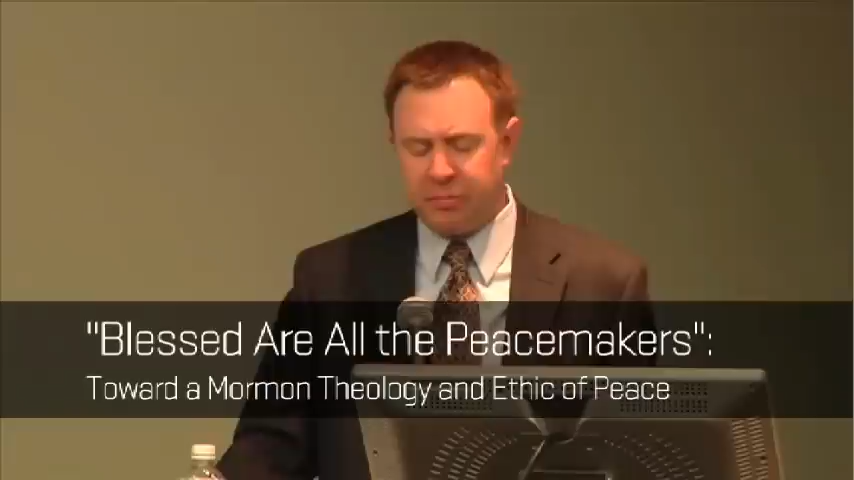 "Blessed Are All the Peacemakers":
Toward a Mormon Theology and Ethic of Peace